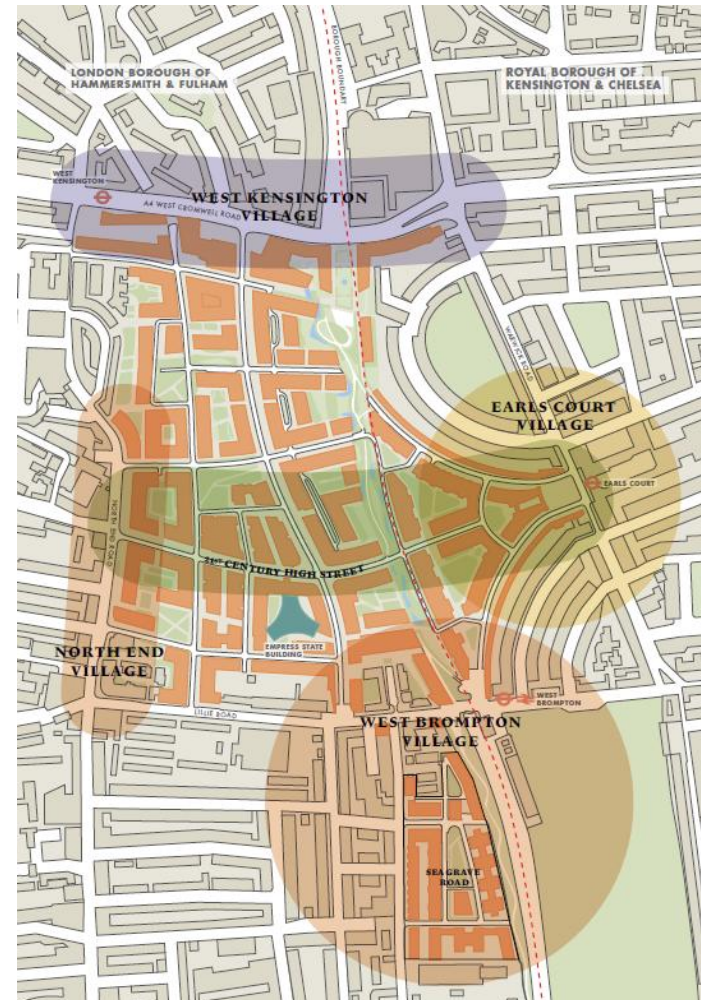 BOROUGH BOUNDARY
LONDON BOROUGH OF
HAMMERSMITH & FULHAM
ROYAL BOROUGH OF
KENSINGTON & CHELSEA
WEST
KENSINGTON
WEST KENSINGTON
VILLAGE
A4 WEST CROMWELL ROAD
WARWICK ROAD
EARLS COURT
VILLAGE
EARLS COURT
NORTH END ROAD
21ST CENTURY HIGH STREET
NORTH END
VILLAGE
EMPRESS STATE
BUILDING
WEST
BROMPTON
LILLIE ROAD
WEST BROMPTON
VILLAGE
SEAGRAVE
ROAD